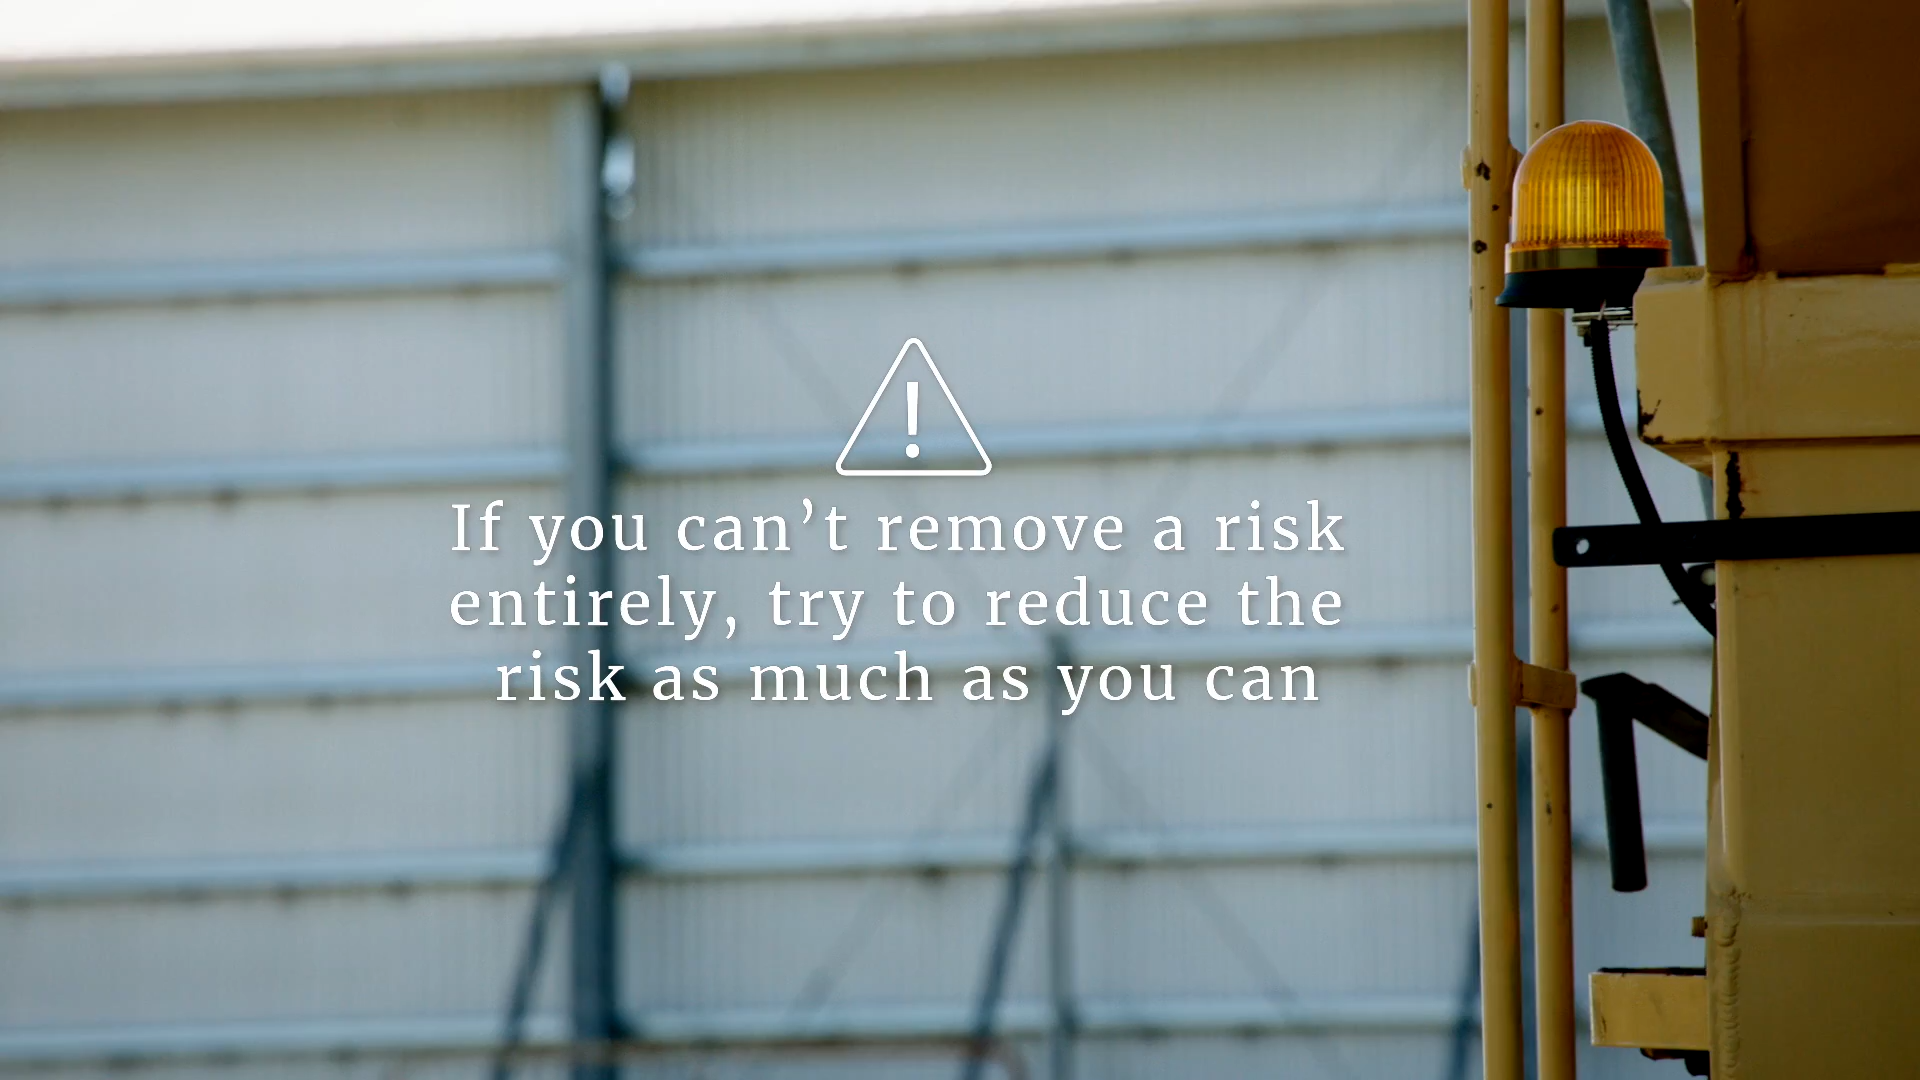 If you can’t remove a risk
entirely, try to reduce the
risk as much as you can